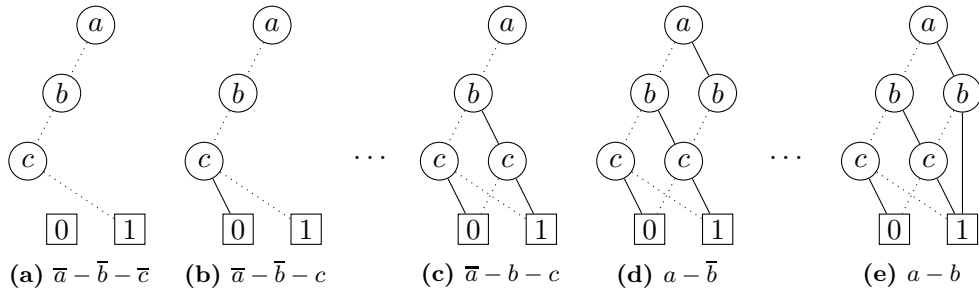 a a a a a
b b b b b b b
c c c c c c c c
··· ···
0 1 0 1 0 1 0 1 0 1
(a) a̅ − b̅ − c̅ (b) a̅ − b̅ − c (c) a̅ − b − c (d) a − b̅ (e) a − b